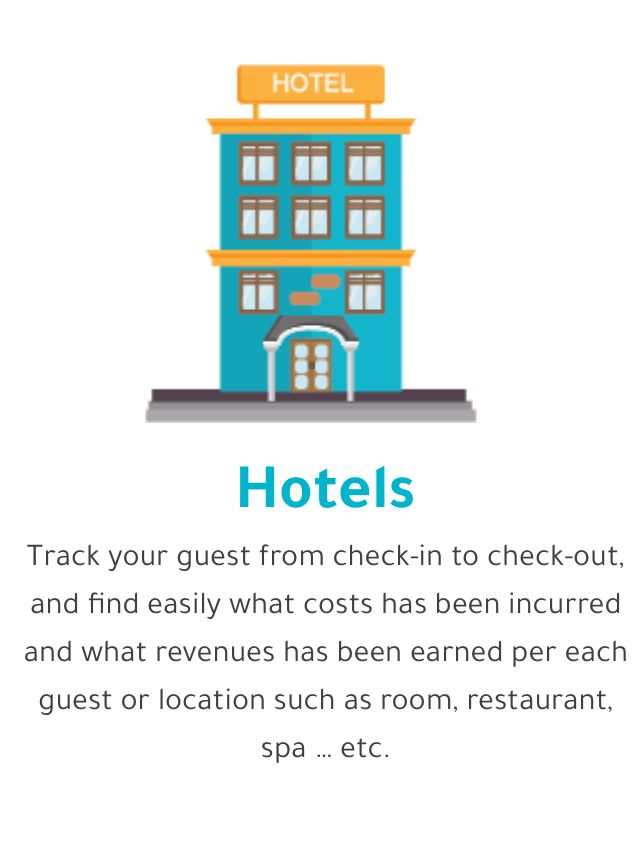 HOTEL
Hotels
Track your guest from check-in to check-out,
and find easily what costs has been incurred
and what revenues has been earned per each
guest or location such as room, restaurant,
spa ... etc.